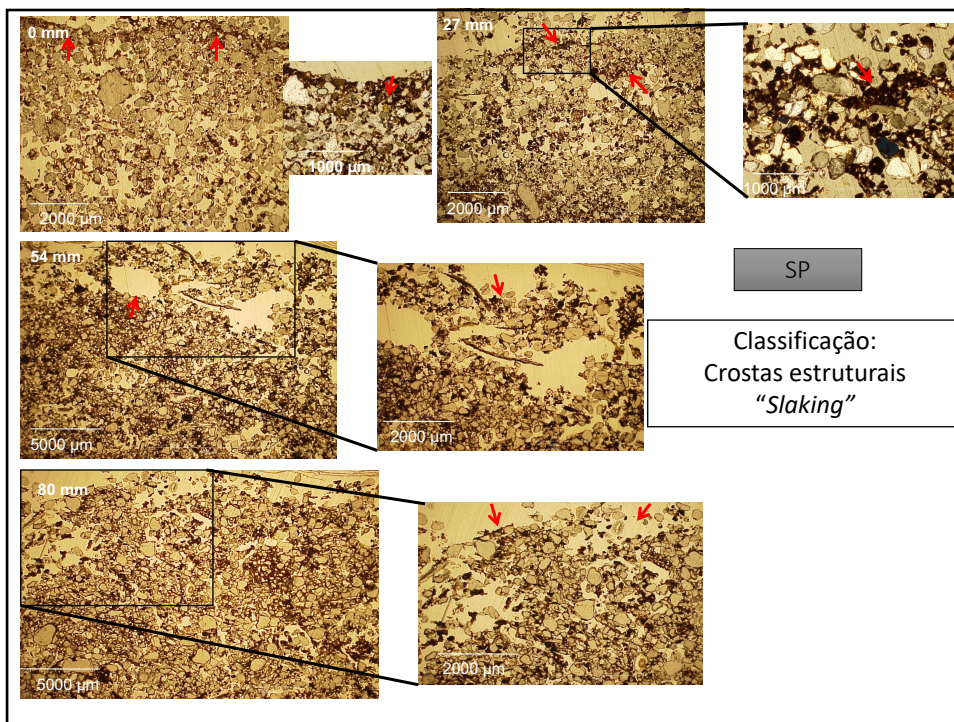 0 mm
2000 µm
1000 µm
27 mm
2000 µm
1000 µm
54 mm
5000 µm
2000 µm
SP
Classificação:
Crostas estruturais
“Slaking”
80 mm
5000 µm
2000 µm